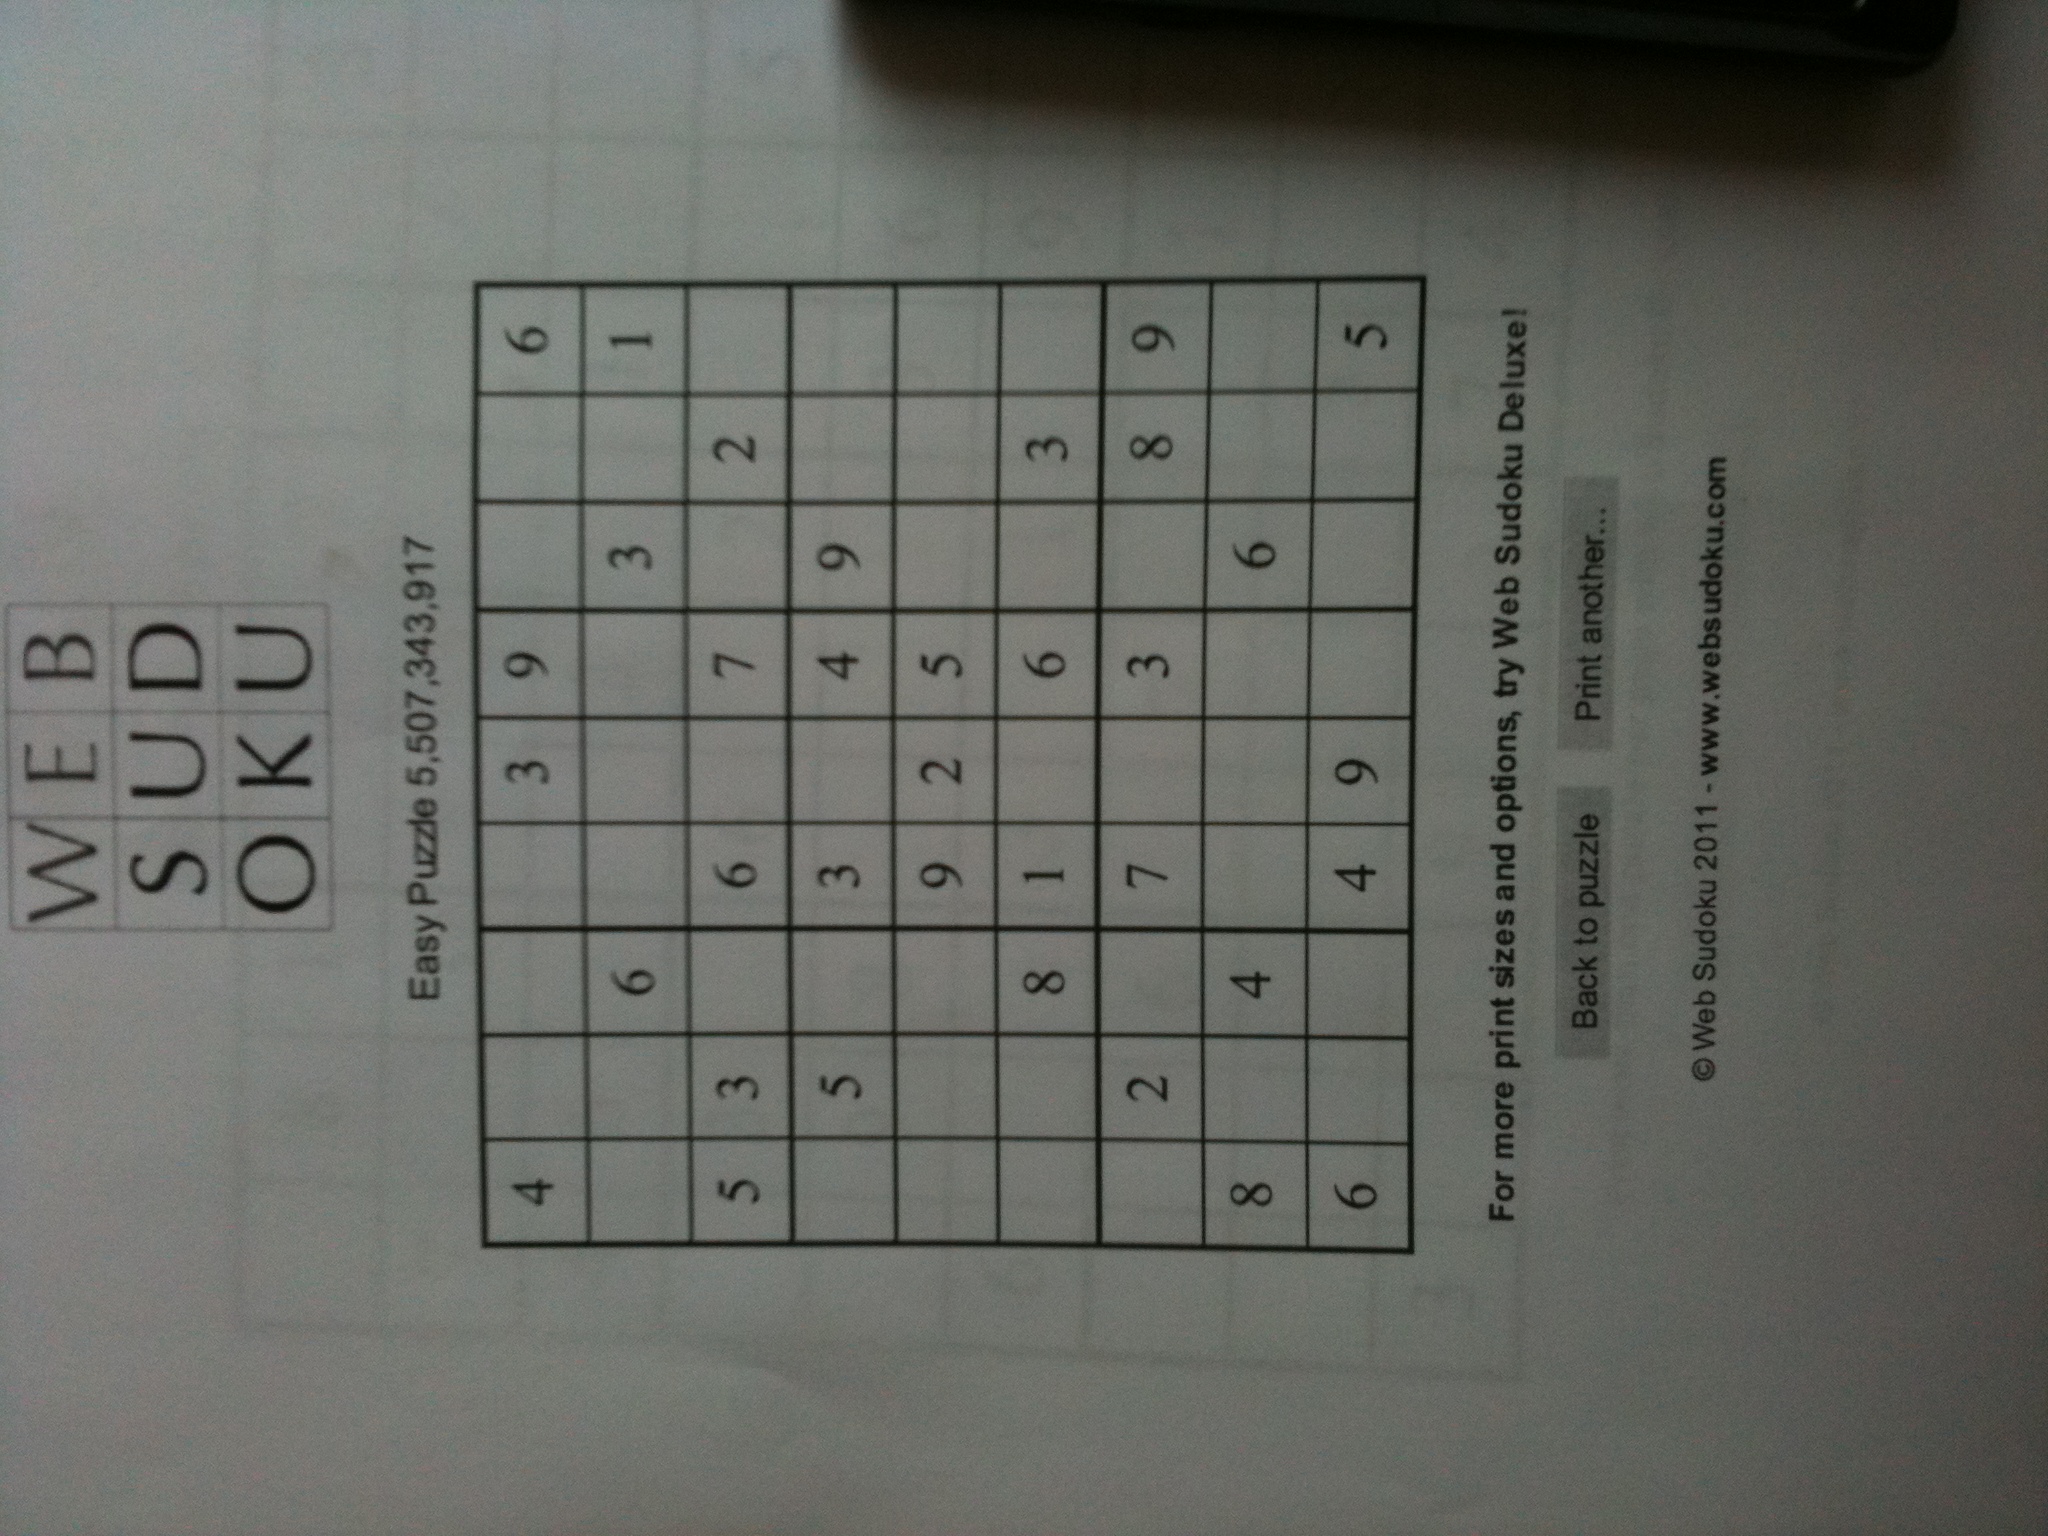 W E B
S U D
O K U
Easy Puzzle 5,507,343,917
4 3 9 6
6 3 1
5 3 6 7 2
5 3 4 9
9 2 5
8 1 6 3
2 7 3 8 9
8 4 6
6 4 9 5
For more print sizes and options, try Web Sudoku Deluxe!
Back to puzzle Print another...
© Web Sudoku 2011 - www.websudoku.com